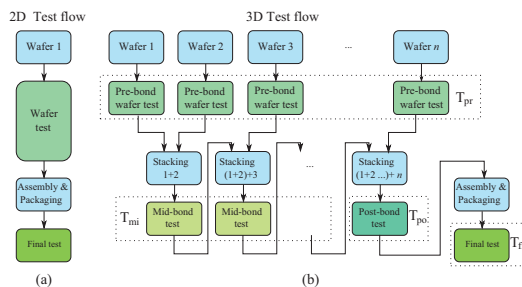 2D Test flow
3D Test flow
Wafer 1
Wafer
test
Assembly &
Packaging
Final test
(a)
Wafer 1
Wafer 2
Wafer 3
...
Wafer n
Pre-bond
wafer test
Pre-bond
wafer test
Pre-bond
wafer test
Pre-bond
wafer test
Tpr
Stacking
1+2
Stacking
(1+2)+3
...
Stacking
(1+2 ...)+ n
Assembly &
Packaging
Tmi
Mid-bond
test
Mid-bond
test
Post-bond
test
Tpo
Final test
Tf
(b)